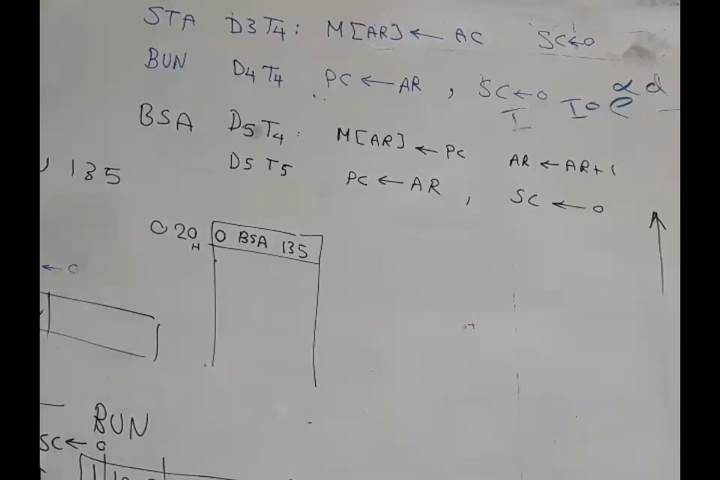 STA D3T4: M[AR] ← AC SC←0
BUN D4T4 PC ← AR , SC←0
I
BSA D5T4: M[AR] ← PC AR ← AR+1
135
D5T5 PC ← AR , SC ← 0
020H 0 BSA 135
← 0
BUN
SC← 0